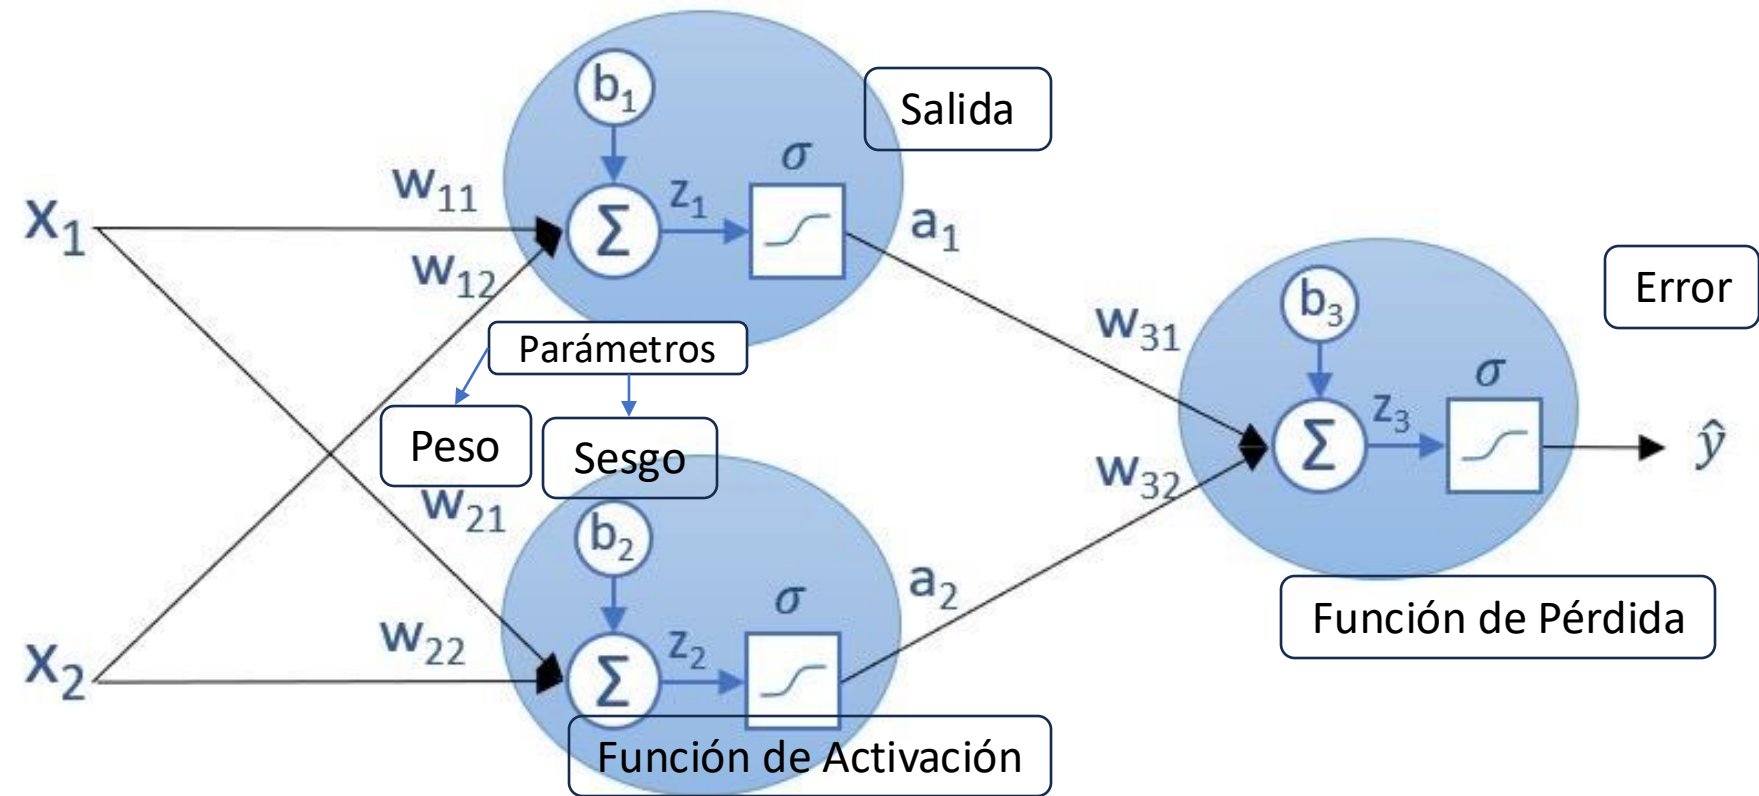 b₁
Salida
σ
w₁₁
z₁
x₁
Σ
a₁
w₁₂
Error
b₃
w₃₁
Parámetros
σ
z₃
Peso
Sesgo
Σ
ŷ
w₃₂
w₂₁
b₂
a₂
σ
Función de Pérdida
w₂₂
z₂
x₂
Σ
Función de Activación